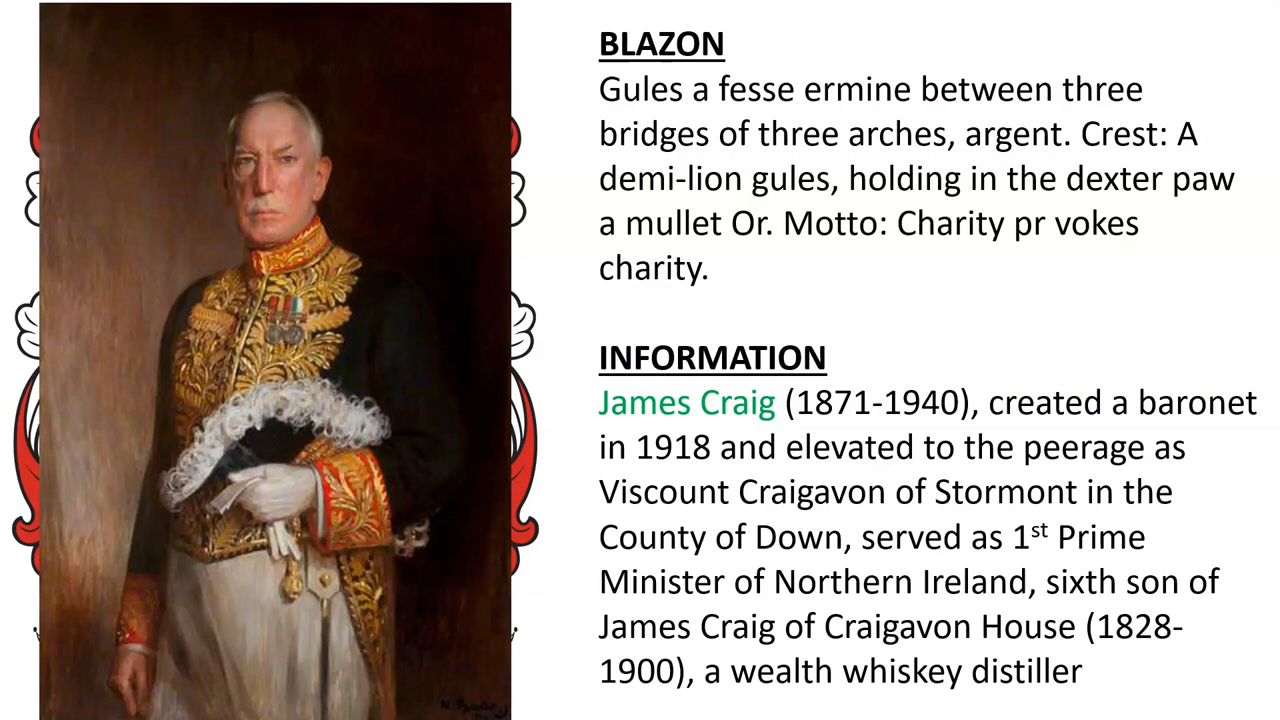 BLAZON
Gules a fesse ermine between three
bridges of three arches, argent. Crest: A
demi-lion gules, holding in the dexter paw
a mullet Or. Motto: Charity pr vokes
charity.
INFORMATION
James Craig (1871-1940), created a baronet
in 1918 and elevated to the peerage as
Viscount Craigavon of Stormont in the
County of Down, served as 1st Prime
Minister of Northern Ireland, sixth son of
James Craig of Craigavon House (1828-
1900), a wealth whiskey distiller